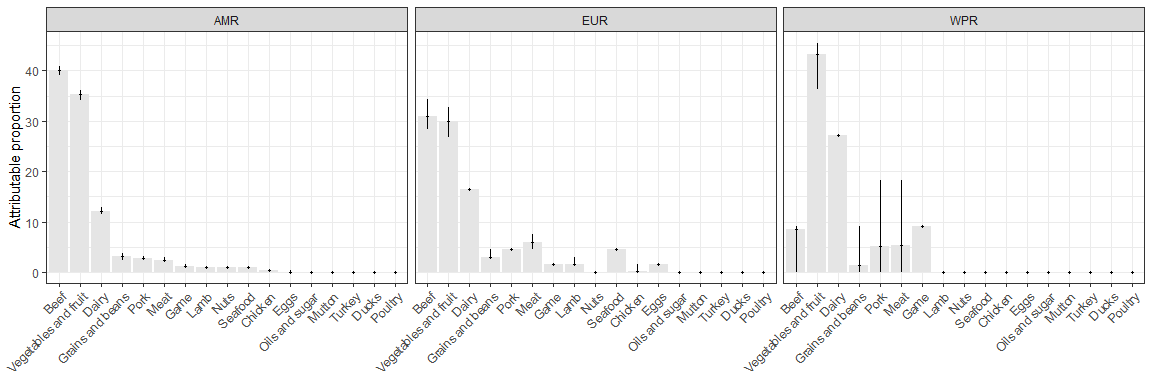 AMR EUR WPR
Attributable proportion
40
30
20
10
0
Beef Vegetables and fruit Dairy Grains and beans Pork Meat Game Lamb Nuts Seafood Chicken Eggs Oils and sugar Mutton Turkey Ducks Poultry
Beef Vegetables and fruit Dairy Grains and beans Pork Meat Game Lamb Nuts Seafood Chicken Eggs Oils and sugar Mutton Turkey Ducks Poultry
Beef Vegetables and fruit Dairy Grains and beans Pork Meat Game Lamb Nuts Seafood Chicken Eggs Oils and sugar Mutton Turkey Ducks Poultry